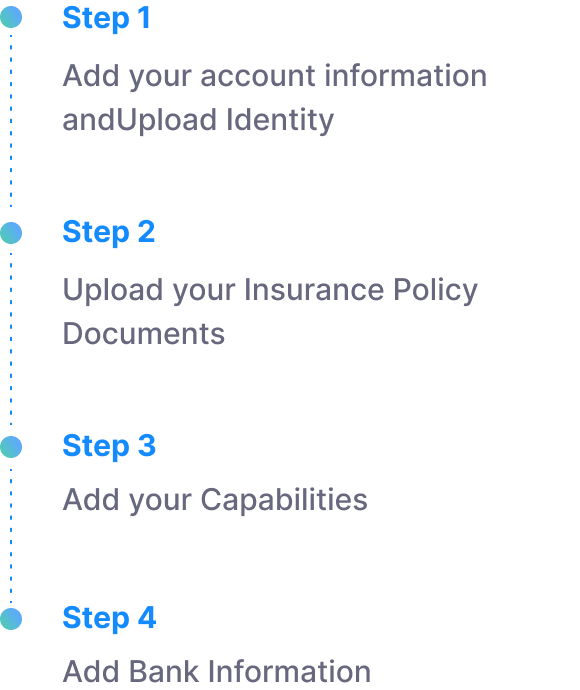 Step 1
Add your account information
andUpload Identity
Step 2
Upload your Insurance Policy
Documents
Step 3
Add your Capabilities
Step 4
Add Bank Information